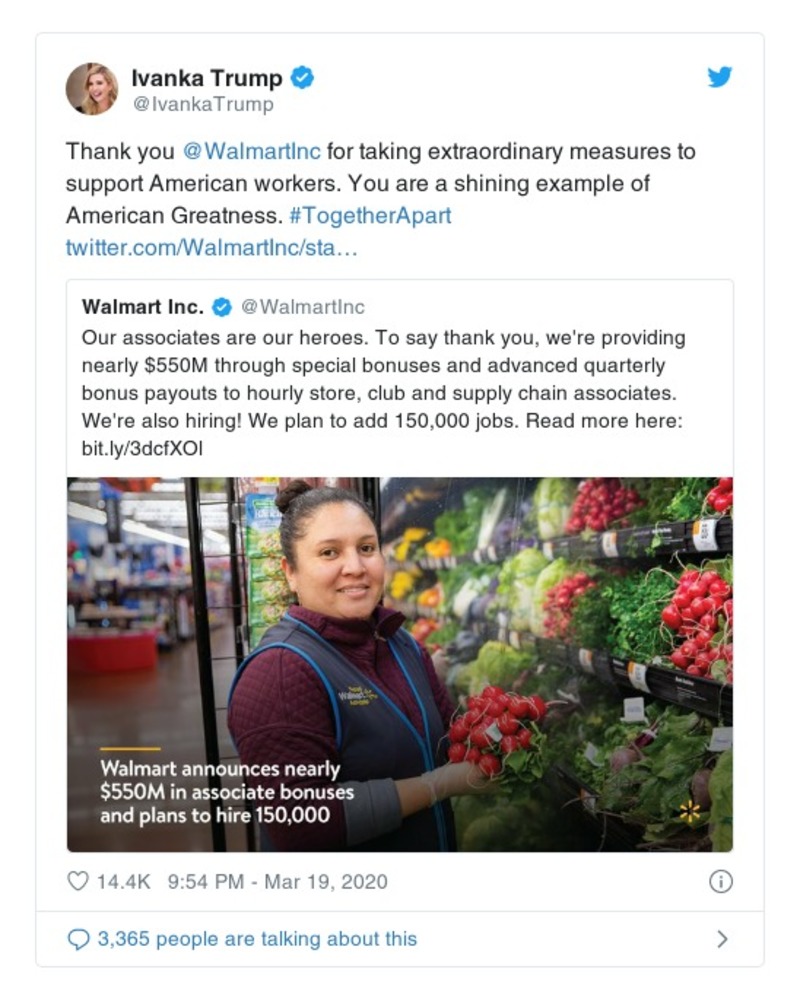 Ivanka Trump
@IvankaTrump
Thank you @WalmartInc for taking extraordinary measures to
support American workers. You are a shining example of
American Greatness. #TogetherApart
twitter.com/WalmartInc/sta…
Walmart Inc. @WalmartInc
Our associates are our heroes. To say thank you, we're providing
nearly $550M through special bonuses and advanced quarterly
bonus payouts to hourly store, club and supply chain associates.
We're also hiring! We plan to add 150,000 jobs. Read more here:
bit.ly/3dcfXOl
Walmart
Walmart announces nearly
$550M in associate bonuses
and plans to hire 150,000
14.4K 9:54 PM - Mar 19, 2020
3,365 people are talking about this